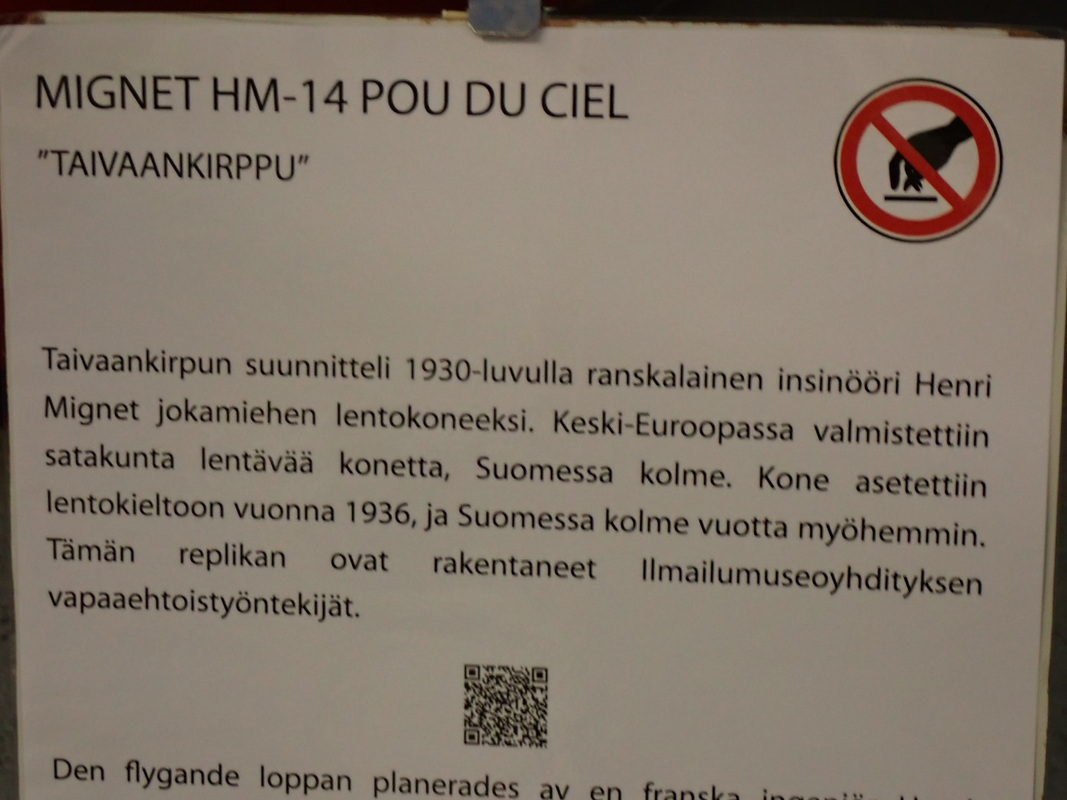 MIGNET HM-14 POU DU CIEL
"TAIVAANKIRPPU"
Taivaankirpun suunnitteli 1930-luvulla ranskalainen insinööri Henri
Mignet jokamiehen lentokoneeksi. Keski-Euroopassa valmistettiin
satakunta lentävää konetta, Suomessa kolme. Kone asetettiin
lentokieltoon vuonna 1936, ja Suomessa kolme vuotta myöhemmin.
Tämän replikan ovat rakentaneet Ilmailumuseoyhdityksen
vapaaehtoistyöntekijät.
Den flygande loppan planerades av en franska